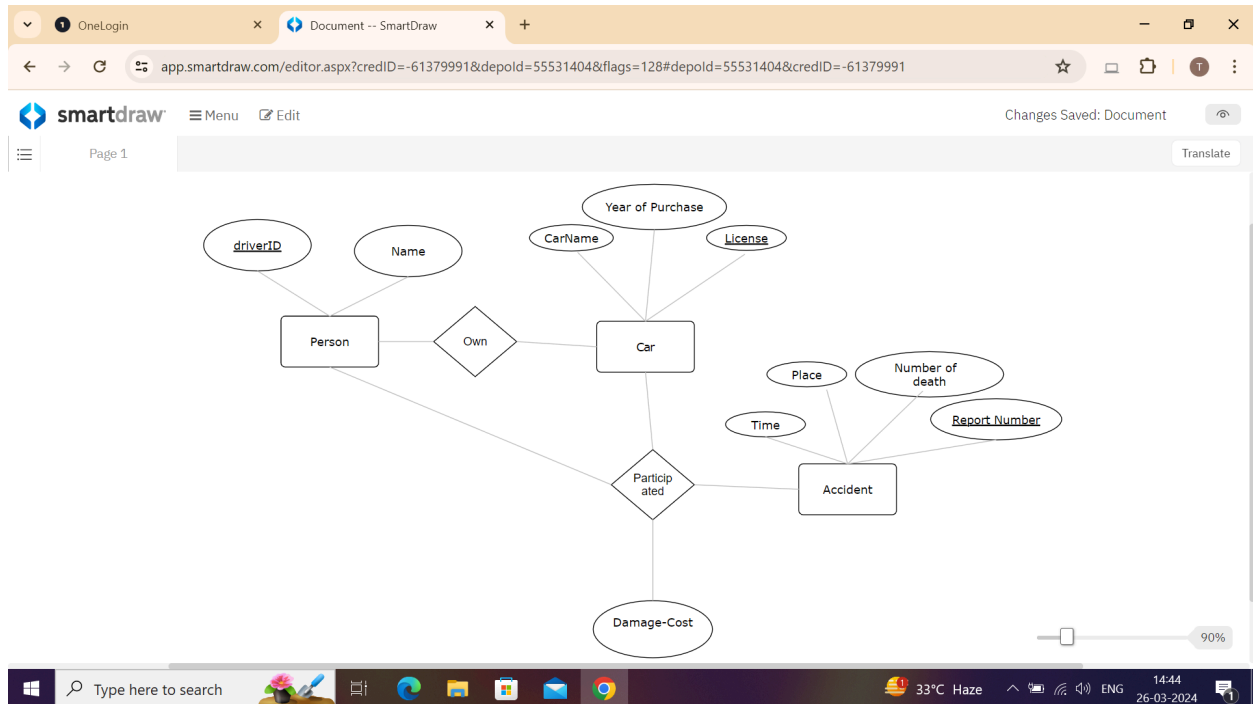 OneLogin
Document -- SmartDraw
app.smartdraw.com/editor.aspx?credID=-61379991&depoId=55531404&flags=128#depoId=55531404&credID=-61379991
T
smartdraw
Menu
Edit
Changes Saved: Document
Page 1
Translate
Year of Purchase
driverID
Name
CarName
License
Person
Own
Car
Place
Number of
death
Time
Report Number
Particip
ated
Accident
Damage-Cost
90%
Type here to search
1
33°C Haze
ENG
14:44
26-03-2024
1